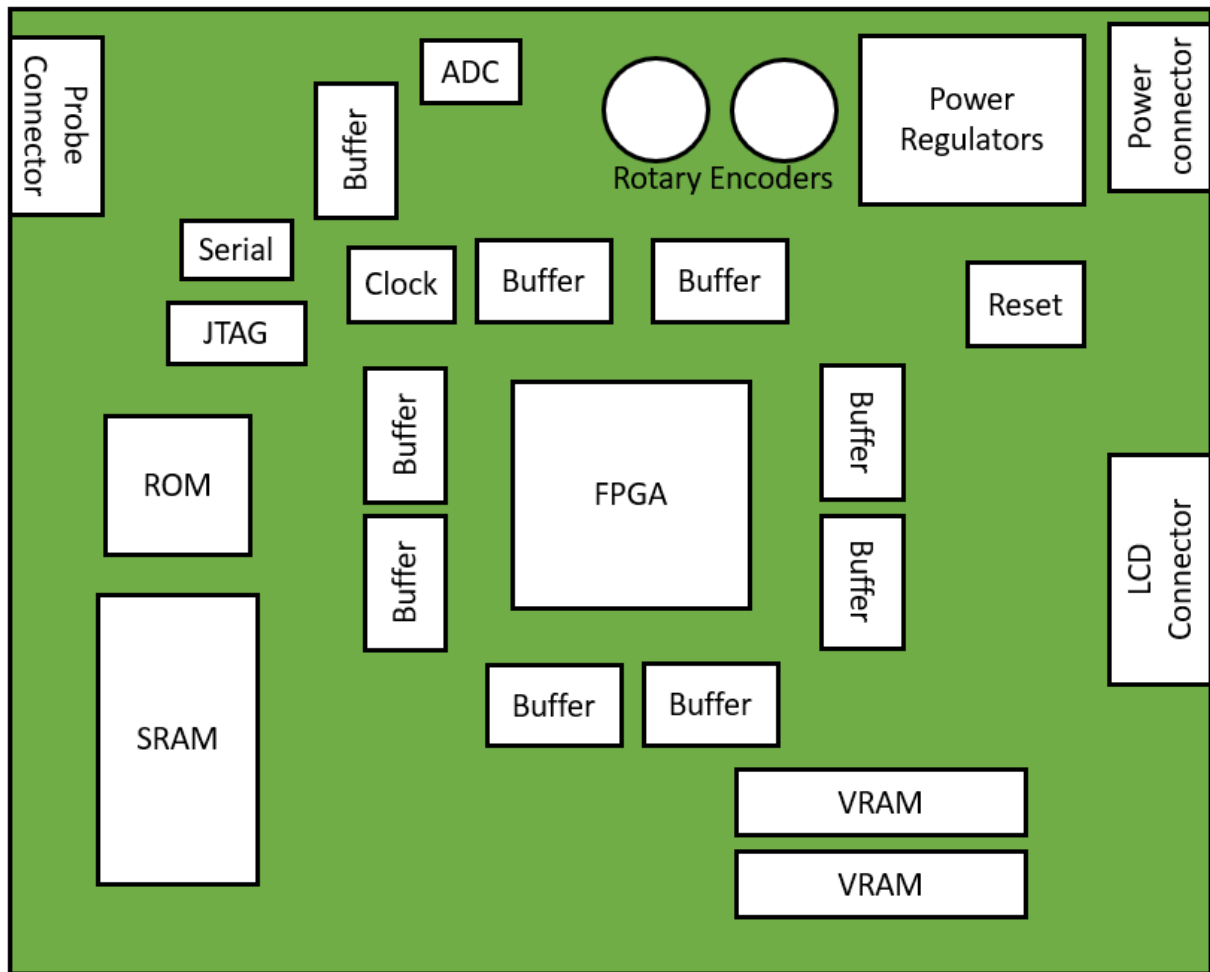 Probe
Connector
Buffer
ADC
Rotary Encoders
Power
Regulators
Power
connector
Serial
JTAG
Clock
Buffer
Buffer
Reset
ROM
Buffer
Buffer
FPGA
Buffer
Buffer
LCD
Connector
SRAM
Buffer
Buffer
VRAM
VRAM